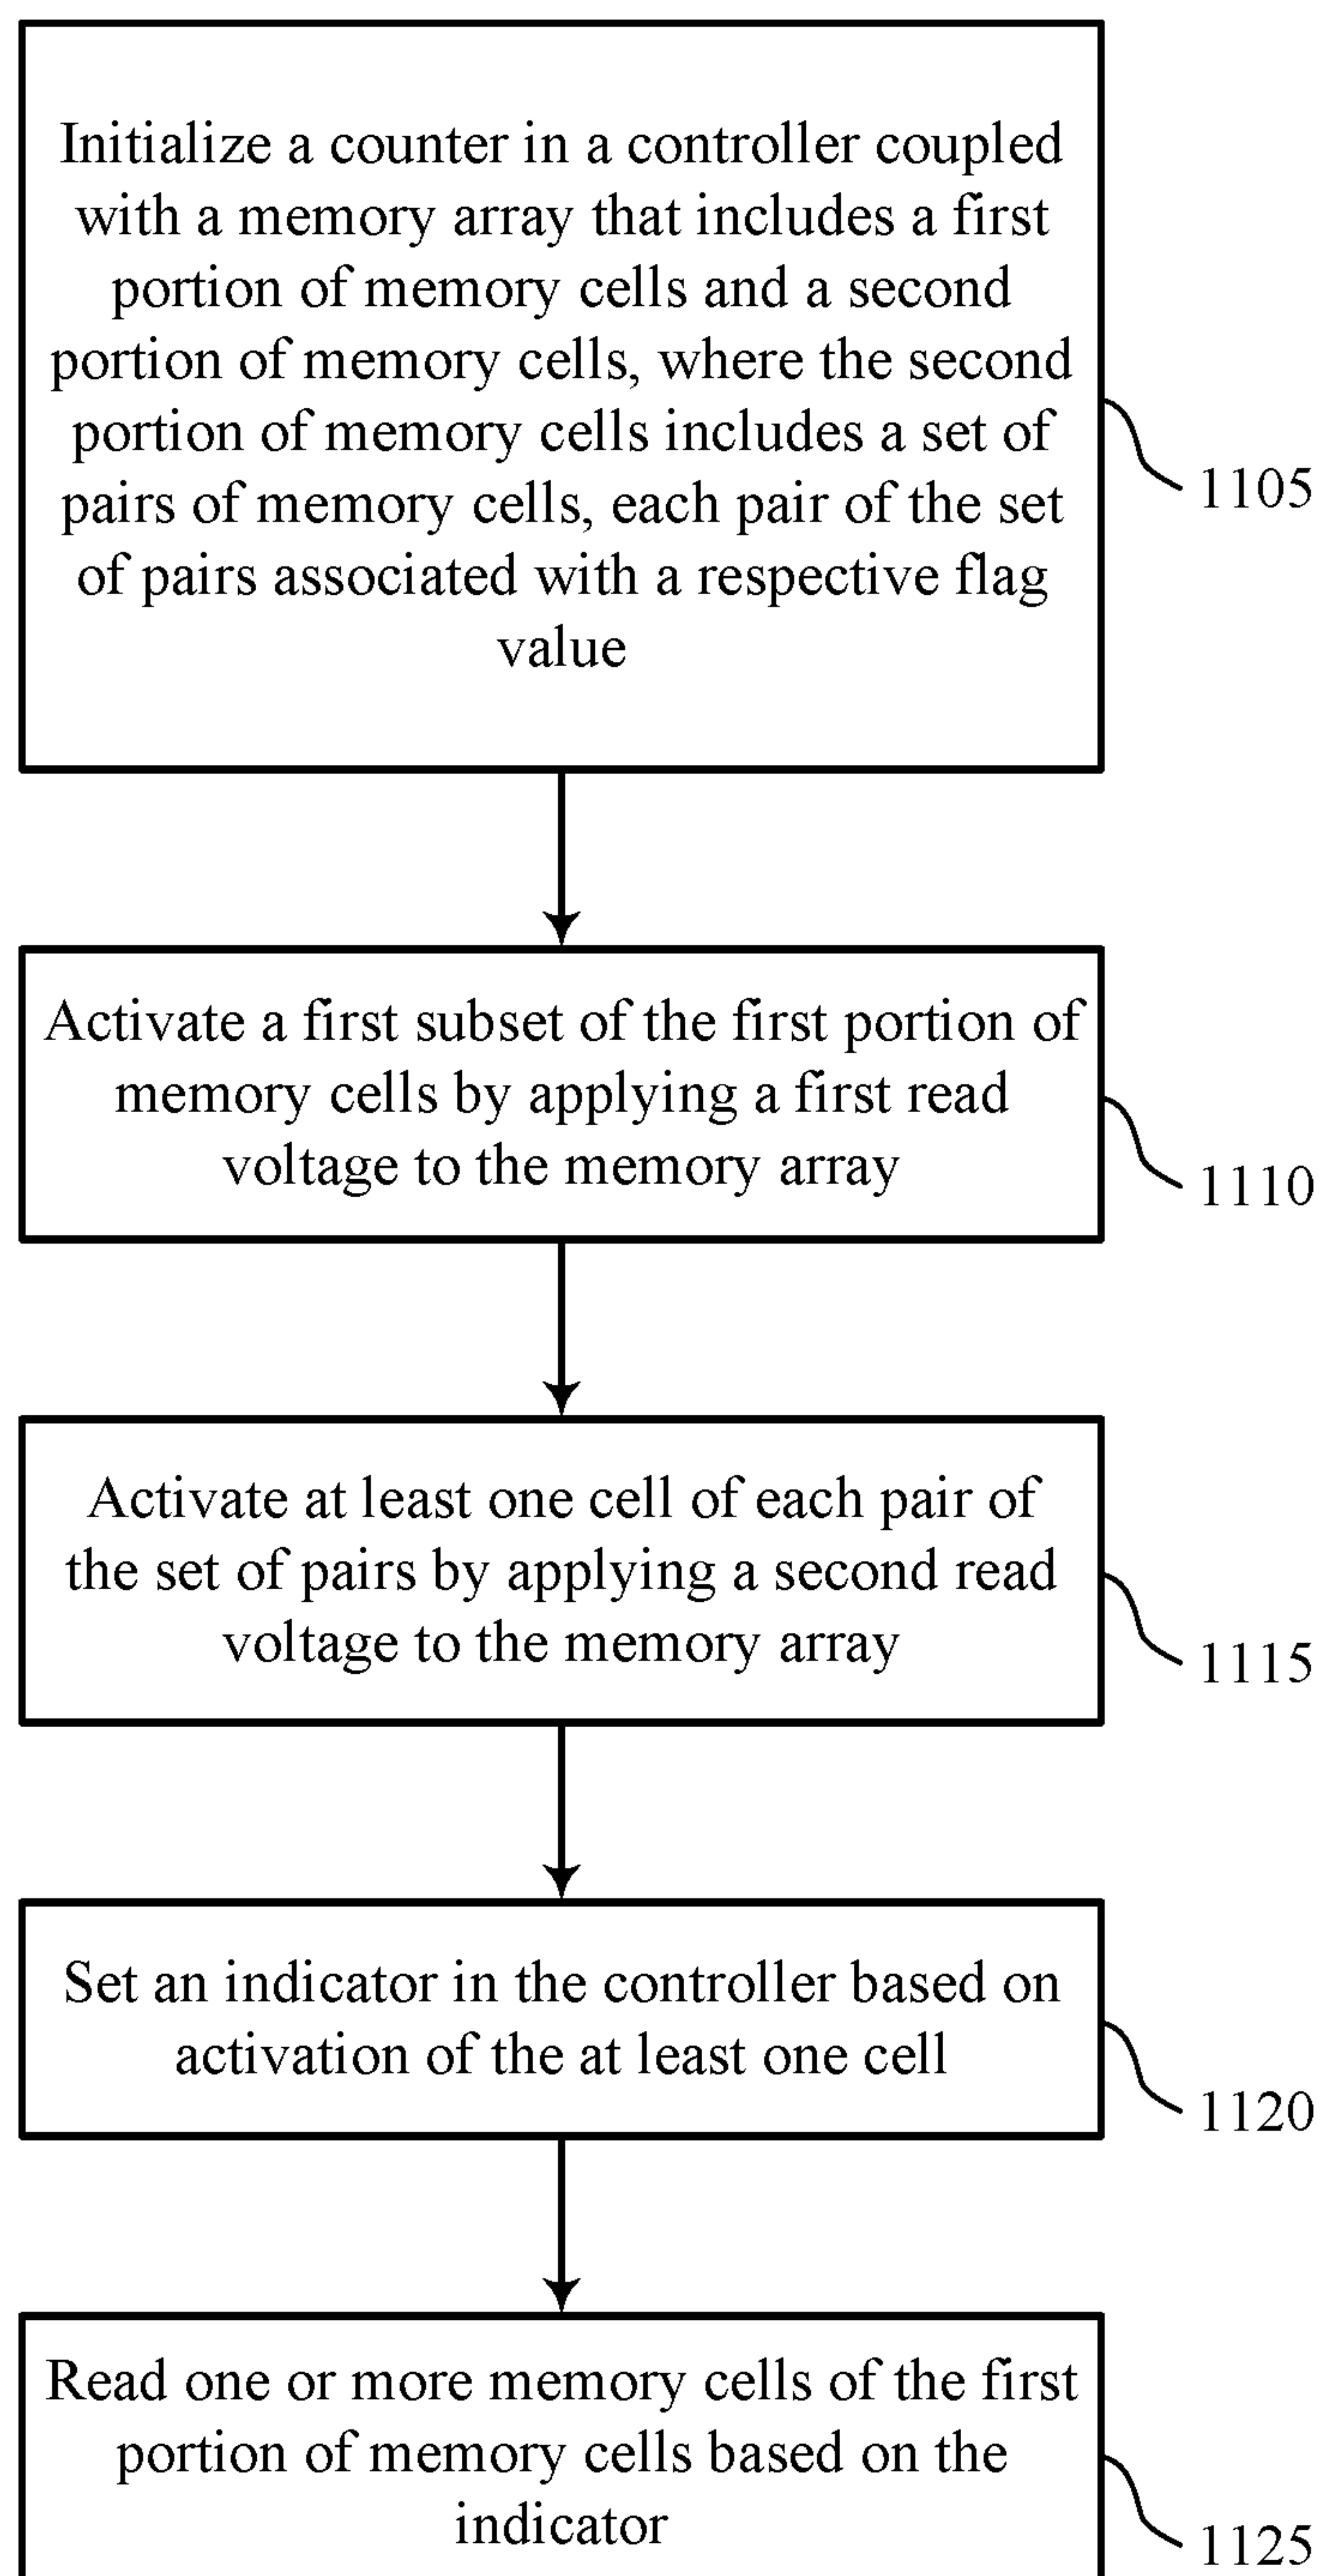 Initialize a counter in a controller coupled
with a memory array that includes a first
portion of memory cells and a second
portion of memory cells, where the second
portion of memory cells includes a set of
pairs of memory cells, each pair of the set
of pairs associated with a respective flag
value
1105
Activate a first subset of the first portion of
memory cells by applying a first read
voltage to the memory array
1110
Activate at least one cell of each pair of
the set of pairs by applying a second read
voltage to the memory array
1115
Set an indicator in the controller based on
activation of the at least one cell
1120
Read one or more memory cells of the first
portion of memory cells based on the
indicator
1125